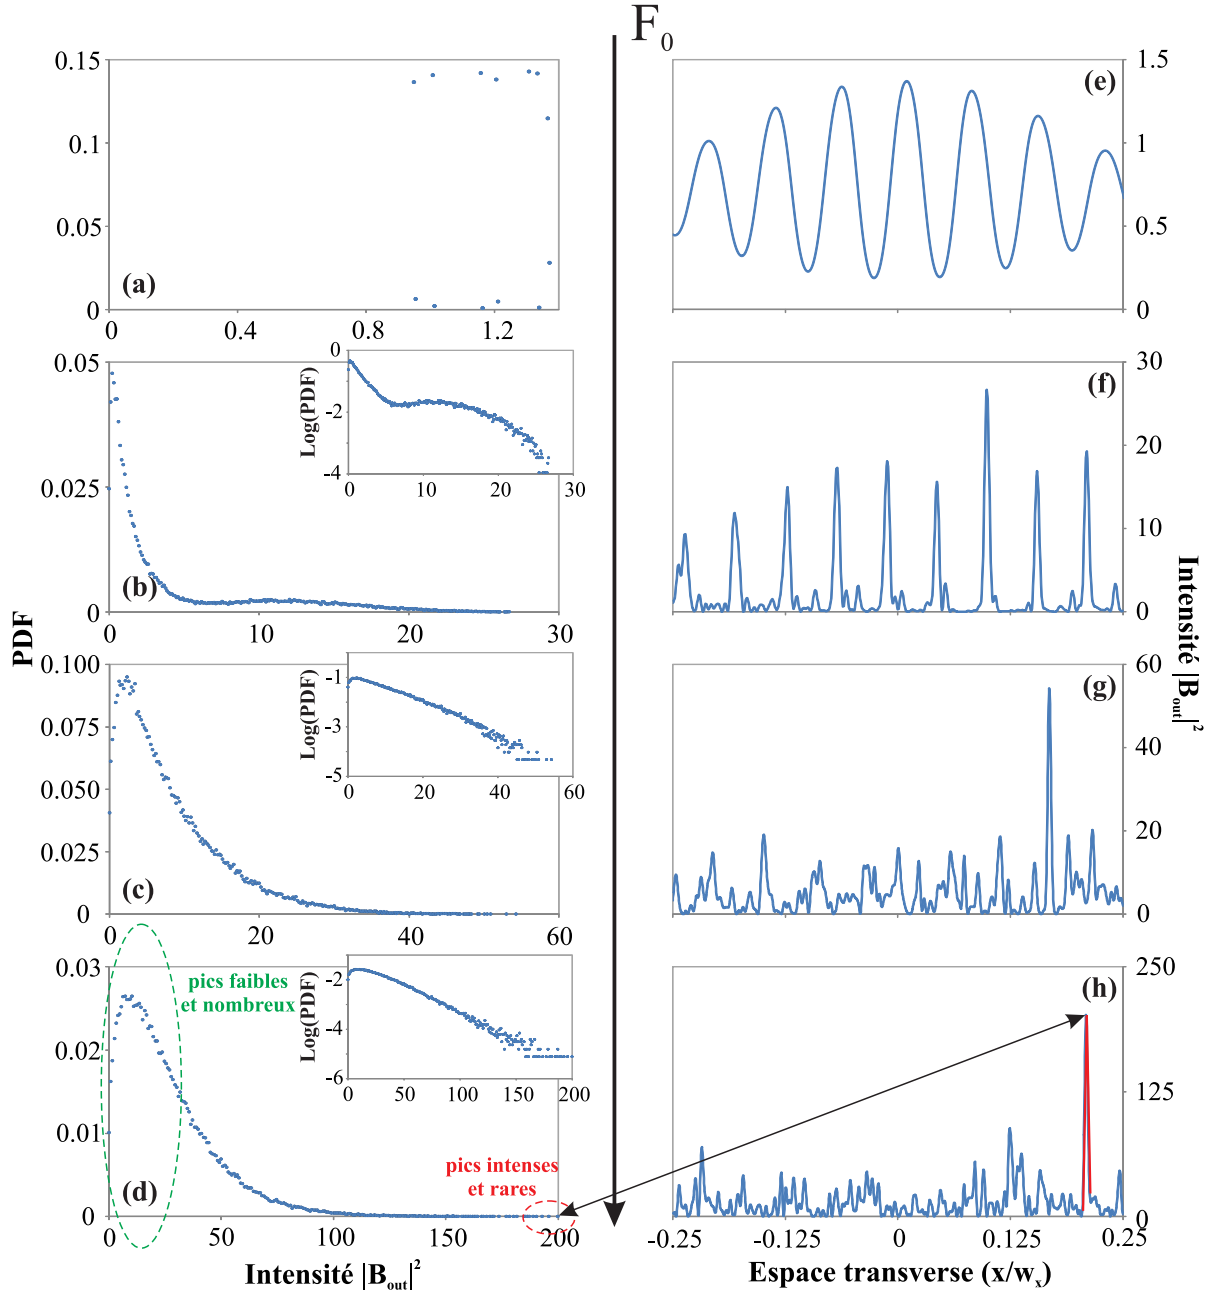 F₀
0.15
0.1
0.05
0
(a)
0 0.4 0.8 1.2
(e)
1.5
1
0.5
0
0.05
0.025
0
(b)
0 10 20 30
Log(PDF)
0
-2
-4
0 10 20 30
(f)
30
20
10
0
PDF
Intensité |B_out|²
0.100
0.075
0.050
0.025
0
(c)
0 20 40 60
Log(PDF)
-1
-3
-5
0 20 40 60
(g)
60
40
20
0
0.03
0.02
0.01
0
(d)
pics faibles
et nombreux
Log(PDF)
-2
-4
-6
0 50 100 150 200
pics intenses
et rares
0 50 100 150 200
Intensité |B_out|²
(h)
250
125
0
-0.25 -0.125 0 0.125 0.25
Espace transverse (x/w_x)